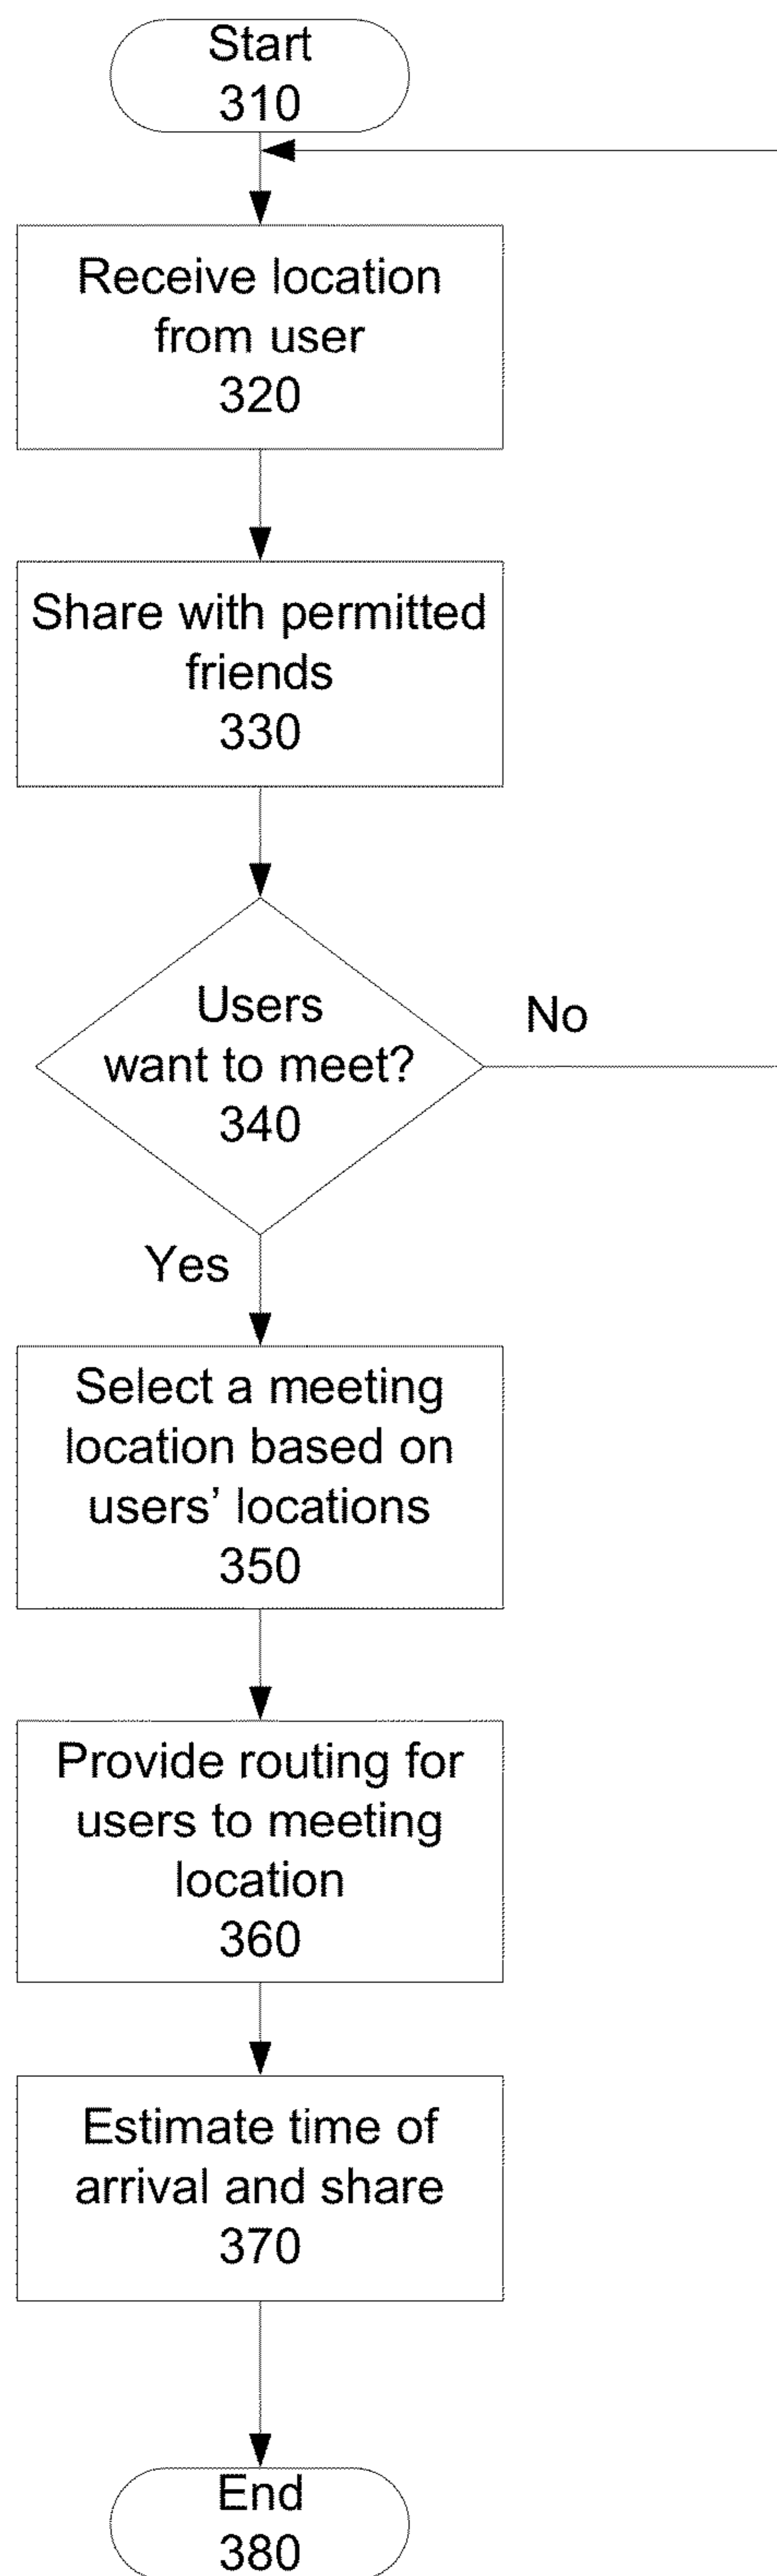 Start
310
Receive location
from user
320
Share with permitted
friends
330
Users
want to meet?
340
No
Yes
Select a meeting
location based on
users’ locations
350
Provide routing for
users to meeting
location
360
Estimate time of
arrival and share
370
End
380